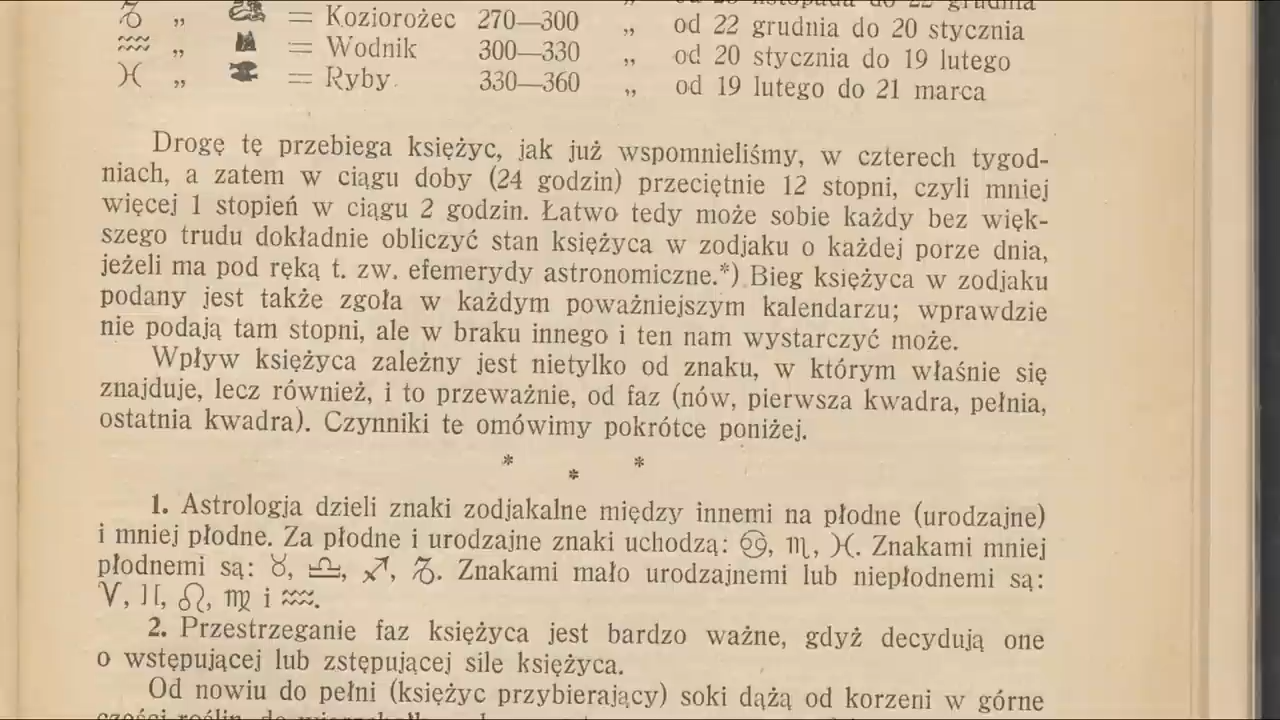 od 23 listopada do 22 grudnia
♑ „ = Koziorożec 270—300 „ od 22 grudnia do 20 stycznia
♒ „ = Wodnik 300—330 „ od 20 stycznia do 19 lutego
♓ „ = Ryby 330—360 „ od 19 lutego do 21 marca
Drogę tę przebiega księżyc, jak już wspomnieliśmy, w czterech tygod-
niach, a zatem w ciągu doby (24 godzin) przeciętnie 12 stopni, czyli mniej
więcej 1 stopień w ciągu 2 godzin. Łatwo tedy może sobie każdy bez więk-
szego trudu dokładnie obliczyć stan księżyca w zodjaku o każdej porze dnia,
jeżeli ma pod ręką t. zw. efemerydy astronomiczne.*) Bieg księżyca w zodjaku
podany jest także zgoła w każdym poważniejszym kalendarzu; wprawdzie
nie podają tam stopni, ale w braku innego i ten nam wystarczyć może.
Wpływ księżyca zależny jest nietylko od znaku, w którym właśnie się
znajduje, lecz również, i to przeważnie, od faz (nów, pierwsza kwadra, pełnia,
ostatnia kwadra). Czynniki te omówimy pokrótce poniżej.
* * *
1. Astrologja dzieli znaki zodjakalne między innemi na płodne (urodzajne)
i mniej płodne. Za płodne i urodzajne znaki uchodzą: ♋, ♏, ♓. Znakami mniej
płodnemi są: ♉, ♎, ♐, ♑. Znakami mało urodzajnemi lub niepłodnemi są:
♈, ♊, ♌, ♍ i ♒.
2. Przestrzeganie faz księżyca jest bardzo ważne, gdyż decydują one
o wstępującej lub zstępującej sile księżyca.
Od nowiu do pełni (księżyc przybierający) soki dążą od korzeni w górne
części roślin, do